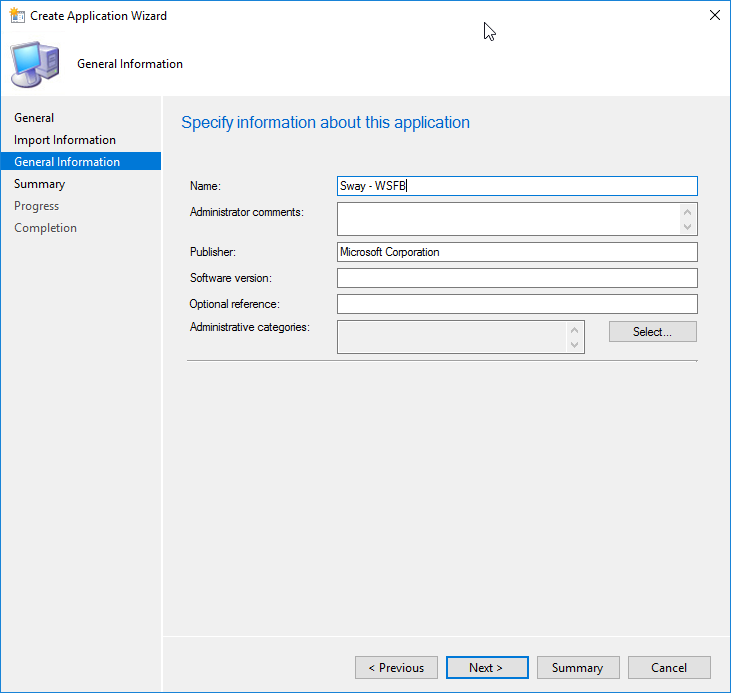 Create Application Wizard
General Information
General
Import Information
General Information
Summary
Progress
Completion
Specify information about this application
Name: Sway - WSFB
Administrator comments:
Publisher: Microsoft Corporation
Software version:
Optional reference:
Administrative categories: Select...
< Previous Next > Summary Cancel